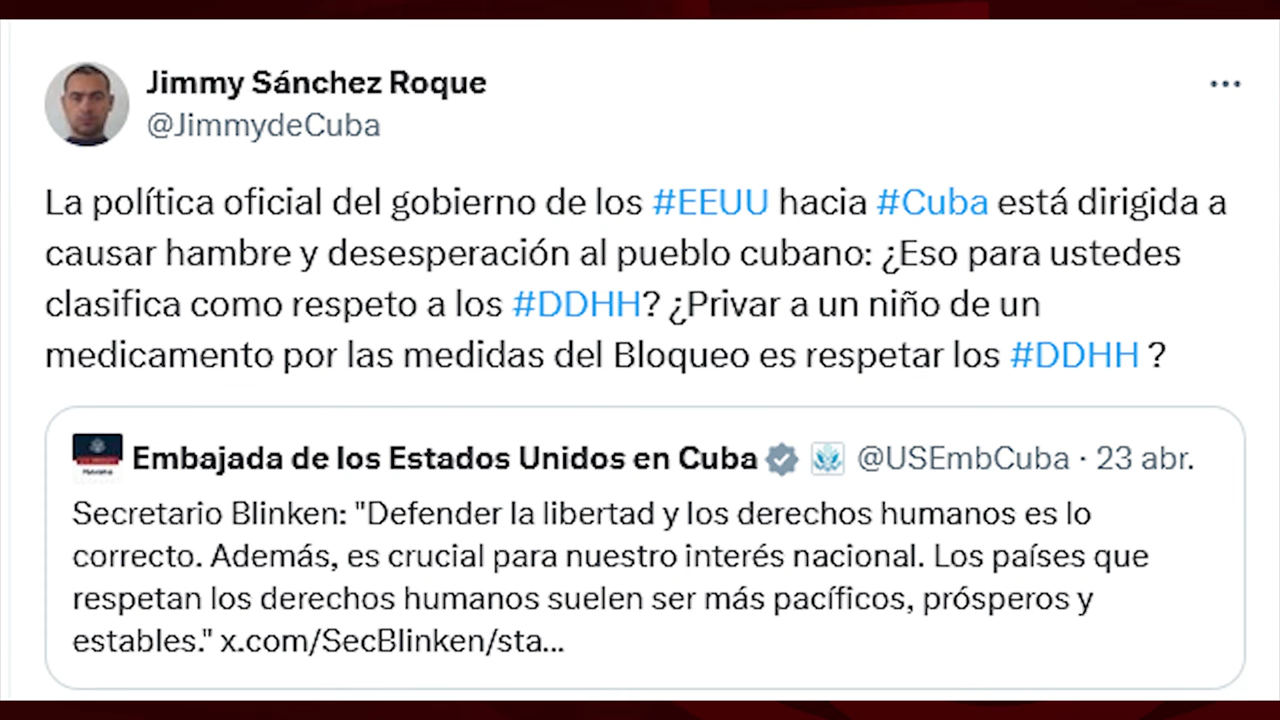 Jimmy Sánchez Roque
@JimmydeCuba
La política oficial del gobierno de los #EEUU hacia #Cuba está dirigida a
causar hambre y desesperación al pueblo cubano: ¿Eso para ustedes
clasifica como respeto a los #DDHH? ¿Privar a un niño de un
medicamento por las medidas del Bloqueo es respetar los #DDHH ?
Embajada de los Estados Unidos en Cuba @USEmbCuba · 23 abr.
Secretario Blinken: "Defender la libertad y los derechos humanos es lo
correcto. Además, es crucial para nuestro interés nacional. Los países que
respetan los derechos humanos suelen ser más pacíficos, prósperos y
estables." x.com/SecBlinken/sta...